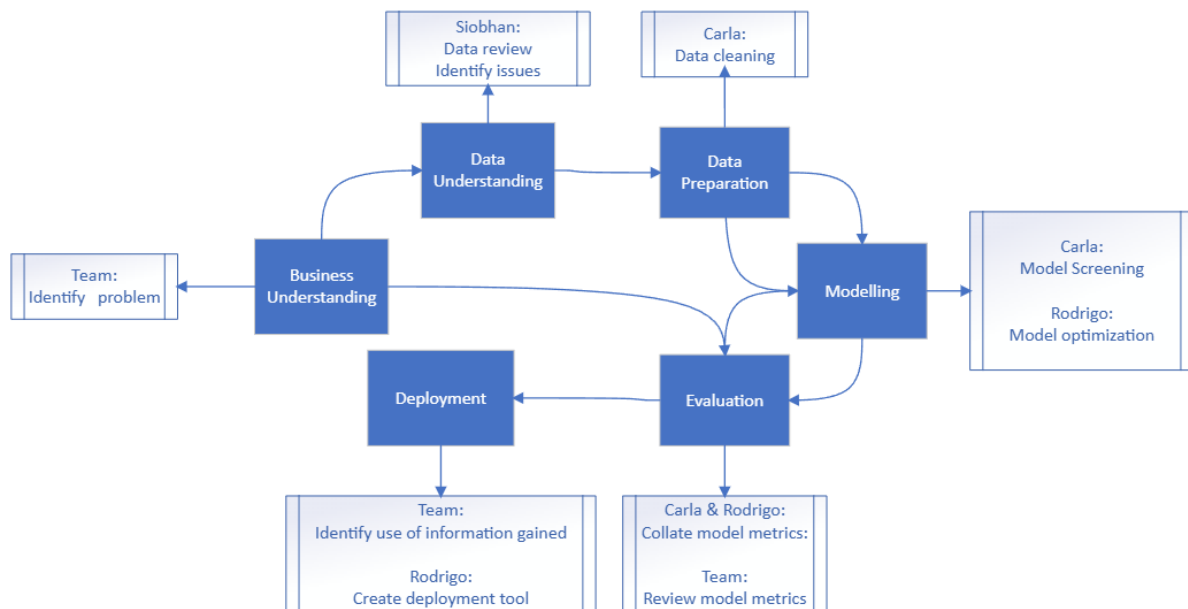 Siobhan:
Data review
Identify issues
Carla:
Data cleaning
Data
Understanding
Data
Preparation
Team:
Identify problem
Business
Understanding
Modelling
Carla:
Model Screening
Rodrigo:
Model optimization
Deployment
Evaluation
Team:
Identify use of information gained
Rodrigo:
Create deployment tool
Carla & Rodrigo:
Collate model metrics:
Team:
Review model metrics